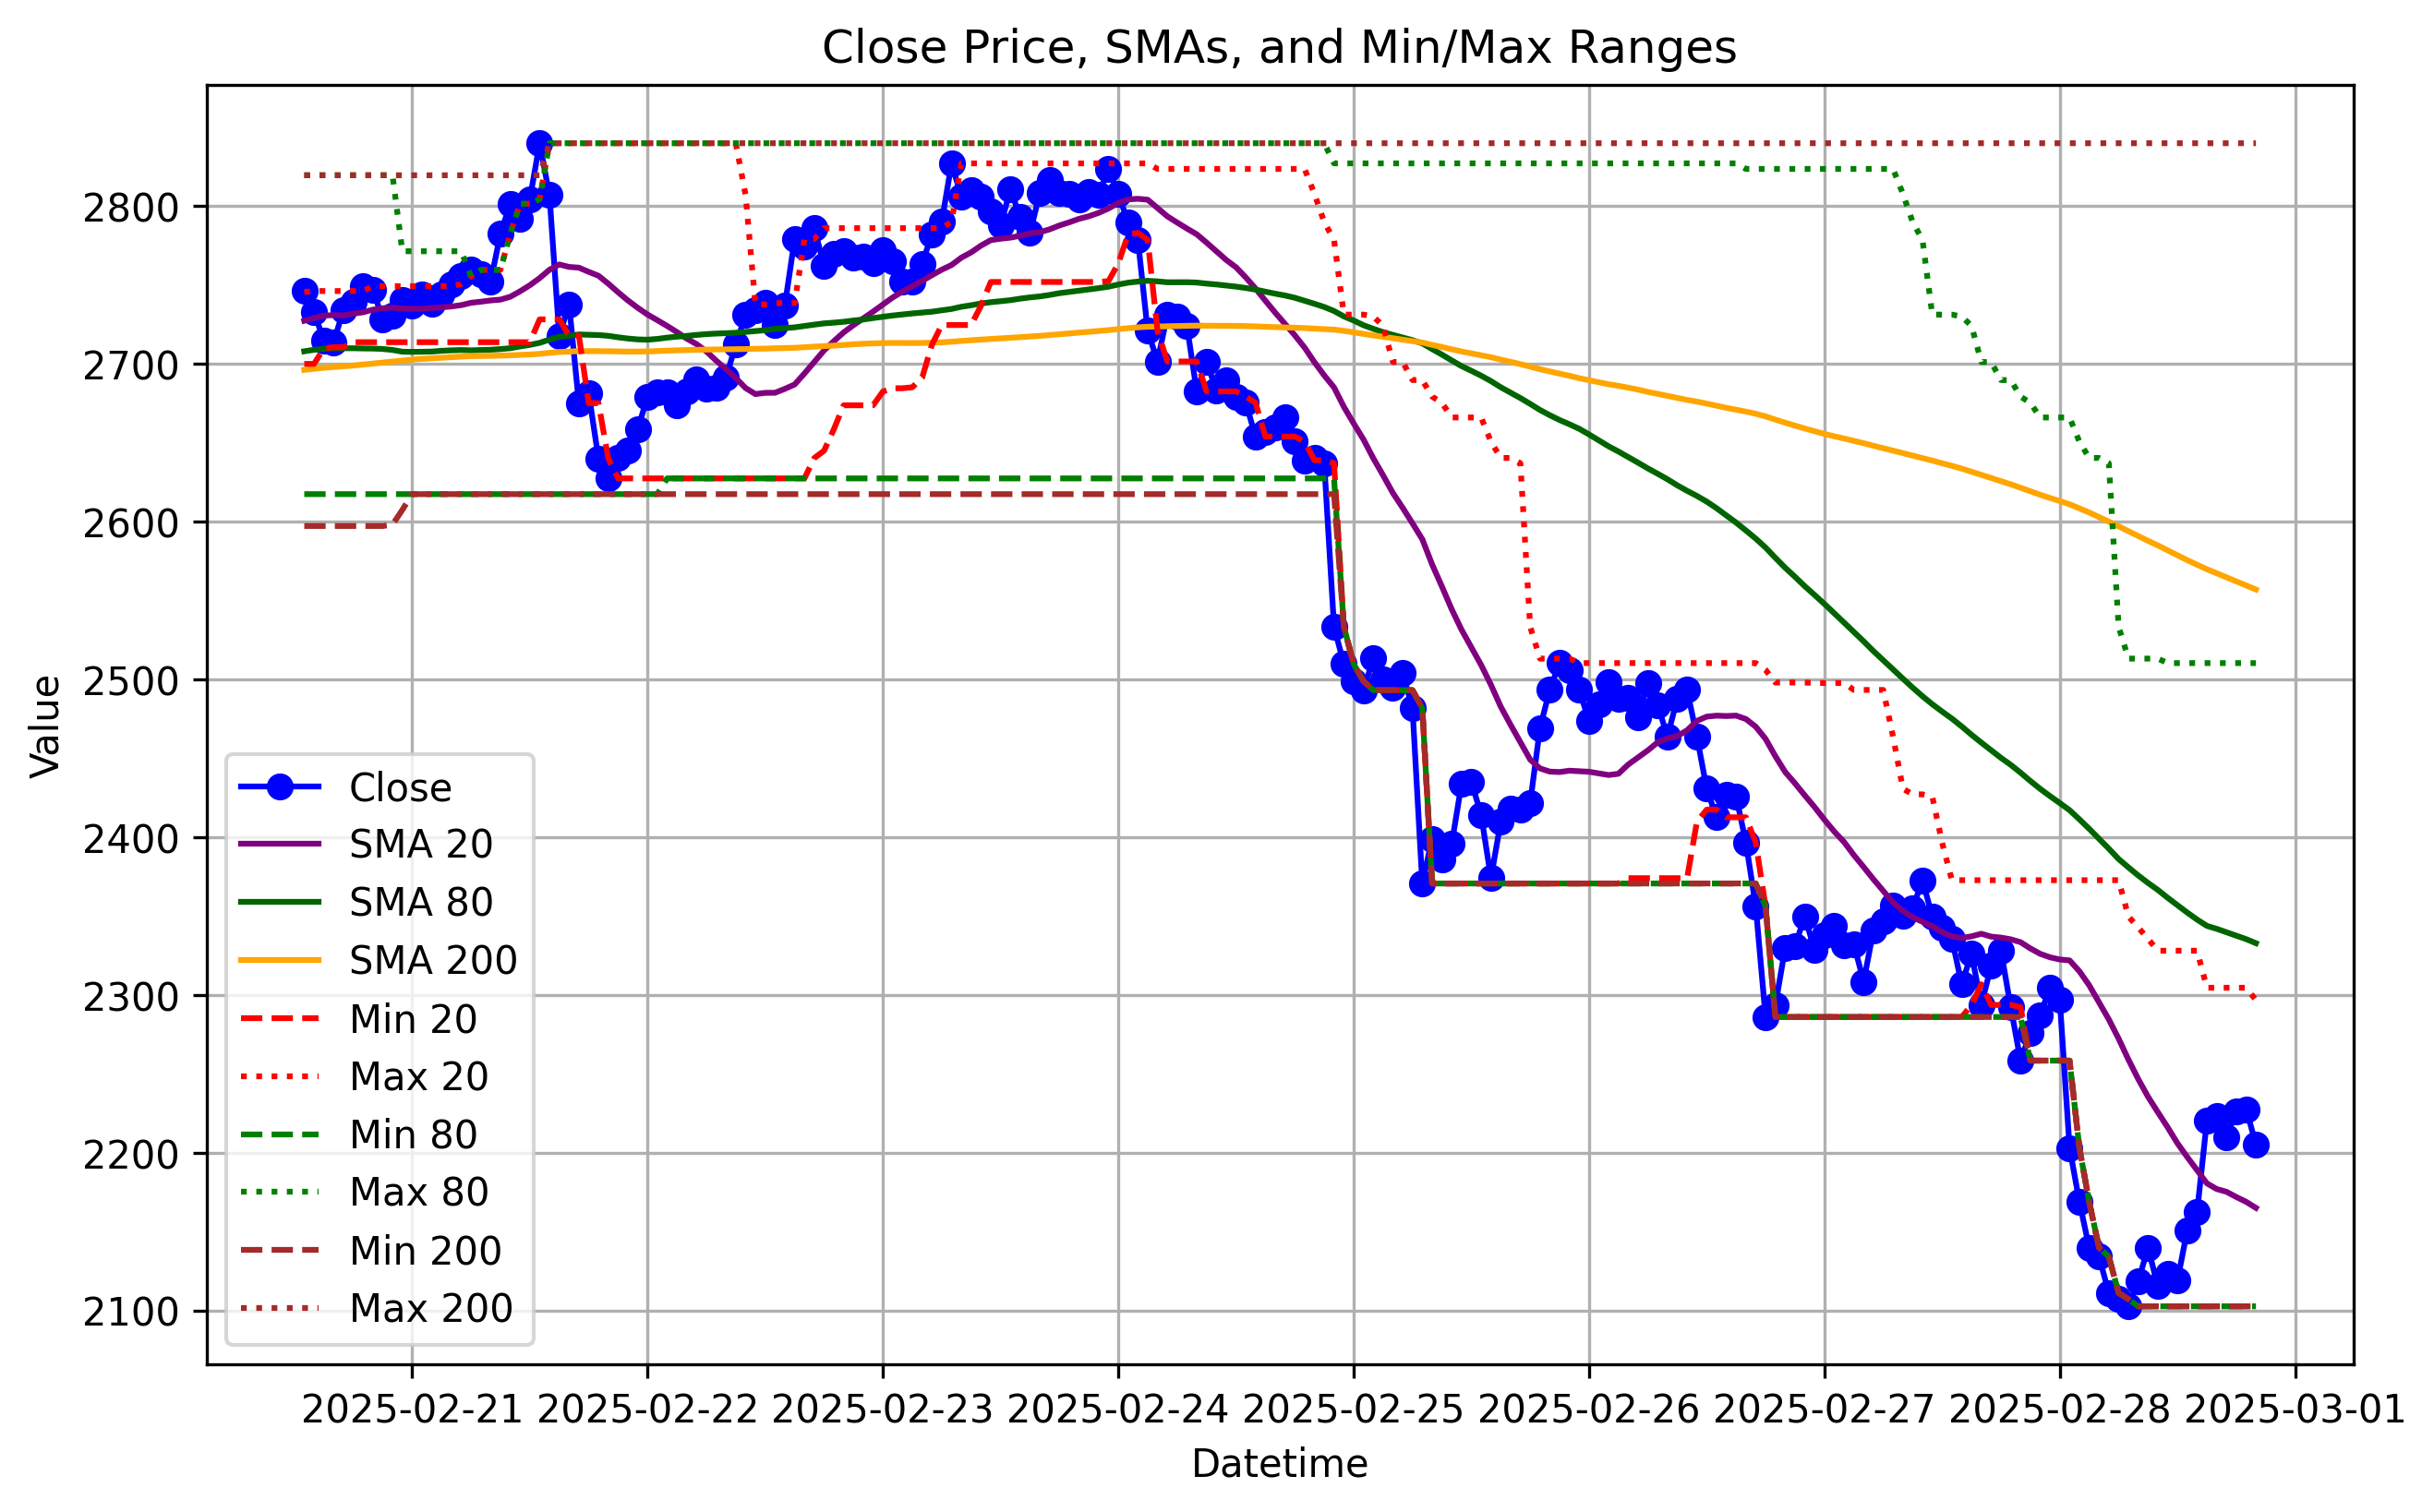 Close Price, SMAs, and Min/Max Ranges
Value
2800
2700
2600
2500
2400
2300
2200
2100
Close
SMA 20
SMA 80
SMA 200
Min 20
Max 20
Min 80
Max 80
Min 200
Max 200
2025-02-21 2025-02-22 2025-02-23 2025-02-24 2025-02-25 2025-02-26 2025-02-27 2025-02-28 2025-03-01
Datetime